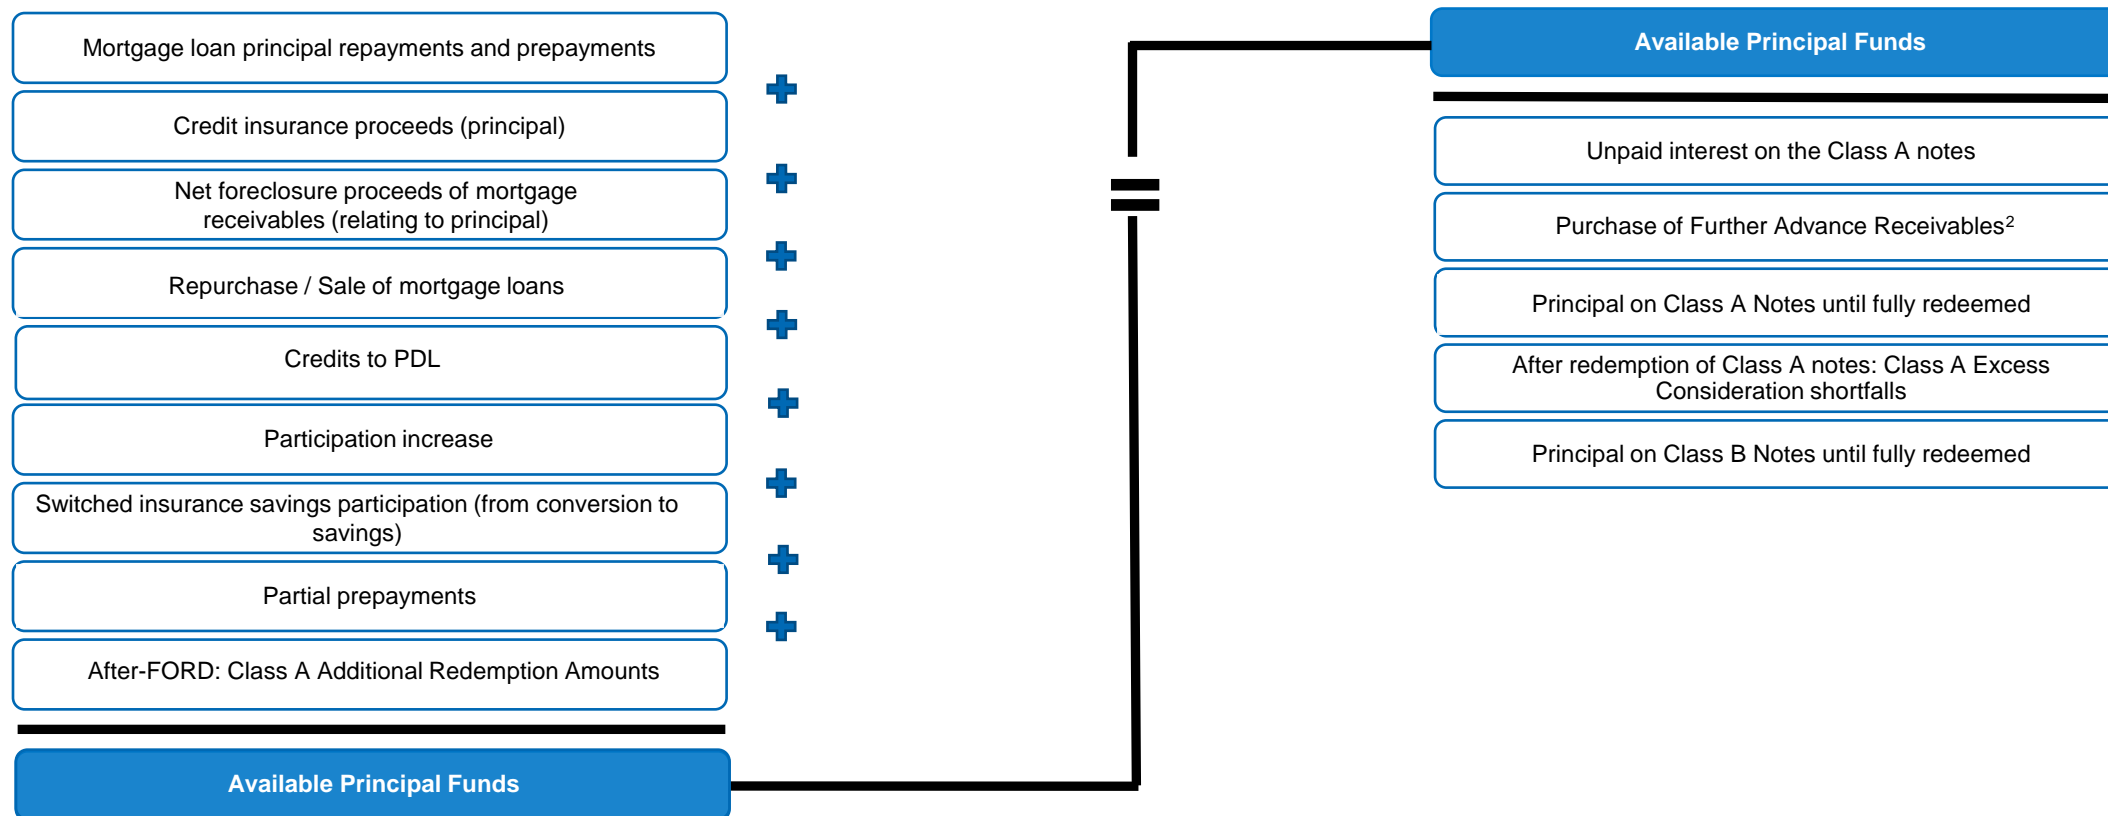 Mortgage loan principal repayments and prepayments
Credit insurance proceeds (principal)
Net foreclosure proceeds of mortgage
receivables (relating to principal)
Repurchase / Sale of mortgage loans
Credits to PDL
Participation increase
Switched insurance savings participation (from conversion to
savings)
Partial prepayments
After-FORD: Class A Additional Redemption Amounts
Available Principal Funds
Available Principal Funds
Unpaid interest on the Class A notes
Purchase of Further Advance Receivables²
Principal on Class A Notes until fully redeemed
After redemption of Class A notes: Class A Excess
Consideration shortfalls
Principal on Class B Notes until fully redeemed